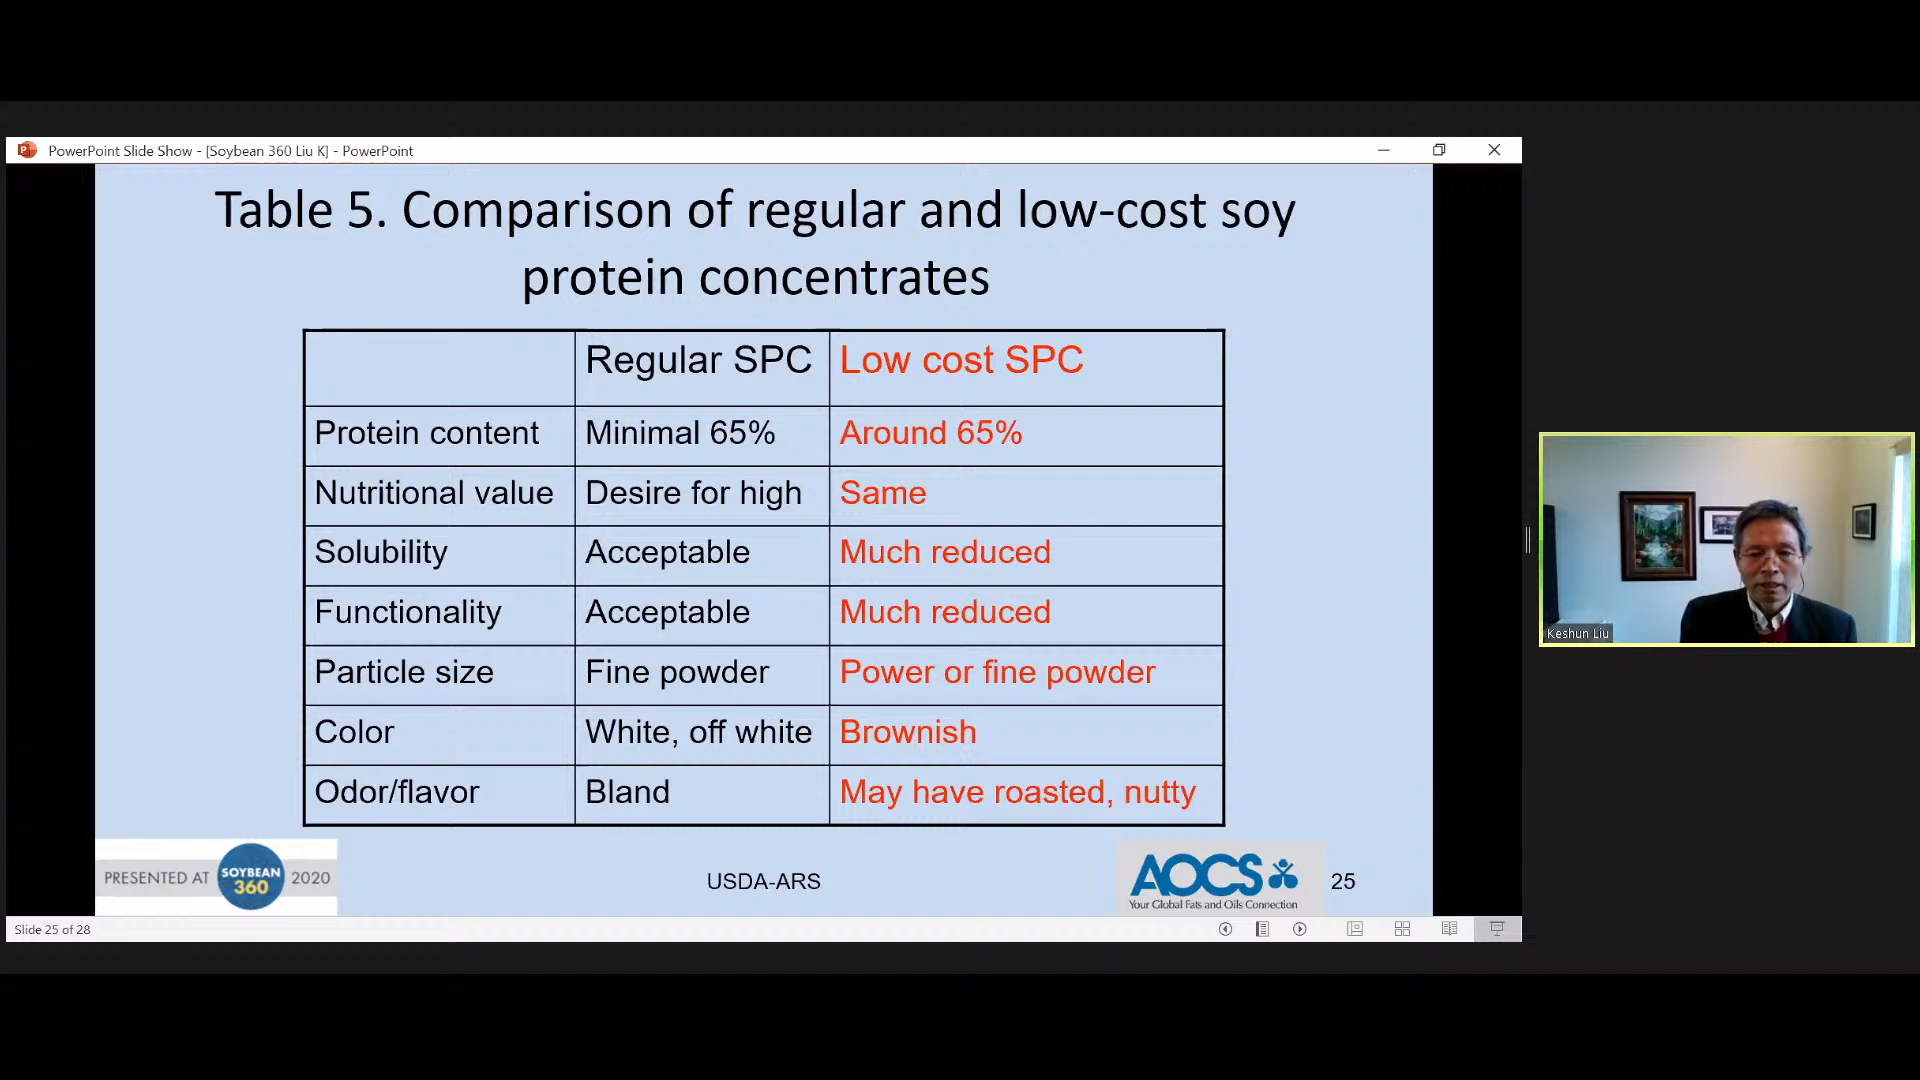 PowerPoint Slide Show - [Soybean 360 Liu K] - PowerPoint
Table 5. Comparison of regular and low-cost soy
protein concentrates
Regular SPC Low cost SPC
Protein content Minimal 65% Around 65%
Nutritional value Desire for high Same
Solubility Acceptable Much reduced
Functionality Acceptable Much reduced
Particle size Fine powder Power or fine powder
Color White, off white Brownish
Odor/flavor Bland May have roasted, nutty
PRESENTED AT SOYBEAN 360 2020
USDA-ARS
AOCS
Your Global Fats and Oils Connection
25
Slide 25 of 28
Keshun Liu